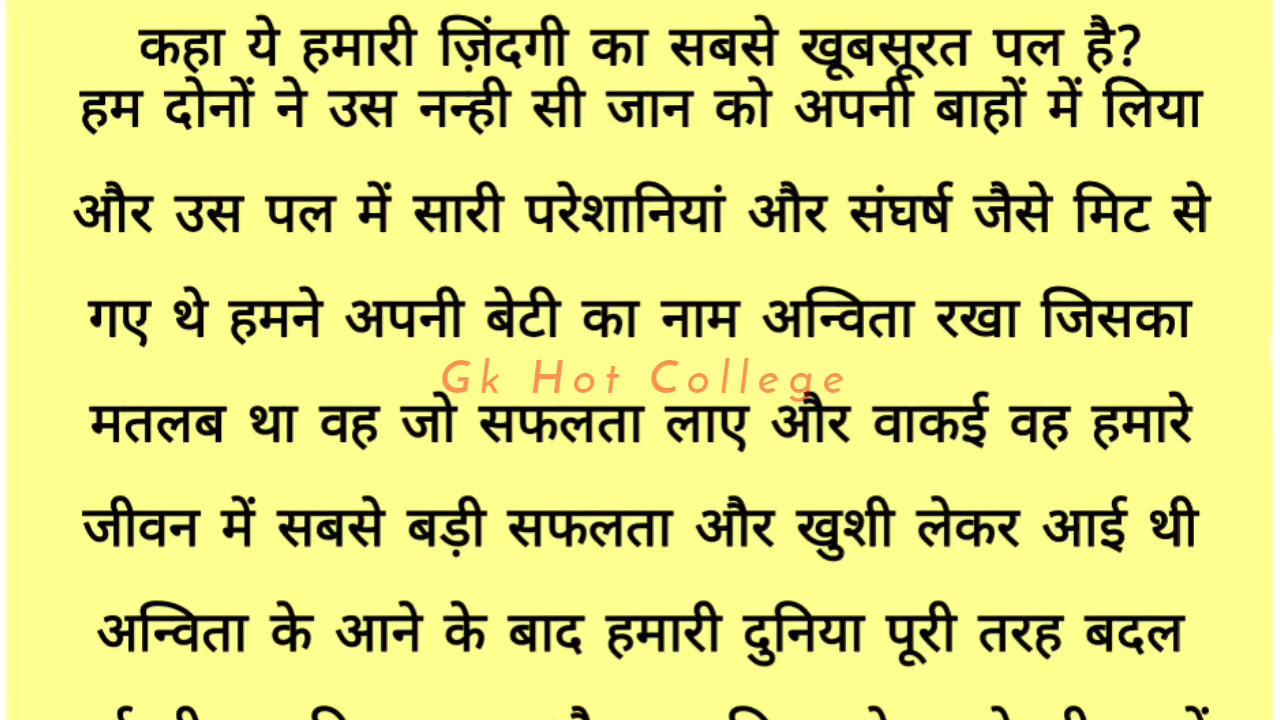 कहा ये हमारी ज़िंदगी का सबसे खूबसूरत पल है?
हम दोनों ने उस नन्ही सी जान को अपनी बाहों में लिया
और उस पल में सारी परेशानियां और संघर्ष जैसे मिट से
गए थे हमने अपनी बेटी का नाम अन्विता रखा जिसका
Gk Hot College
मतलब था वह जो सफलता लाए और वाकई वह हमारे
जीवन में सबसे बड़ी सफलता और खुशी लेकर आई थी
अन्विता के आने के बाद हमारी दुनिया पूरी तरह बदल